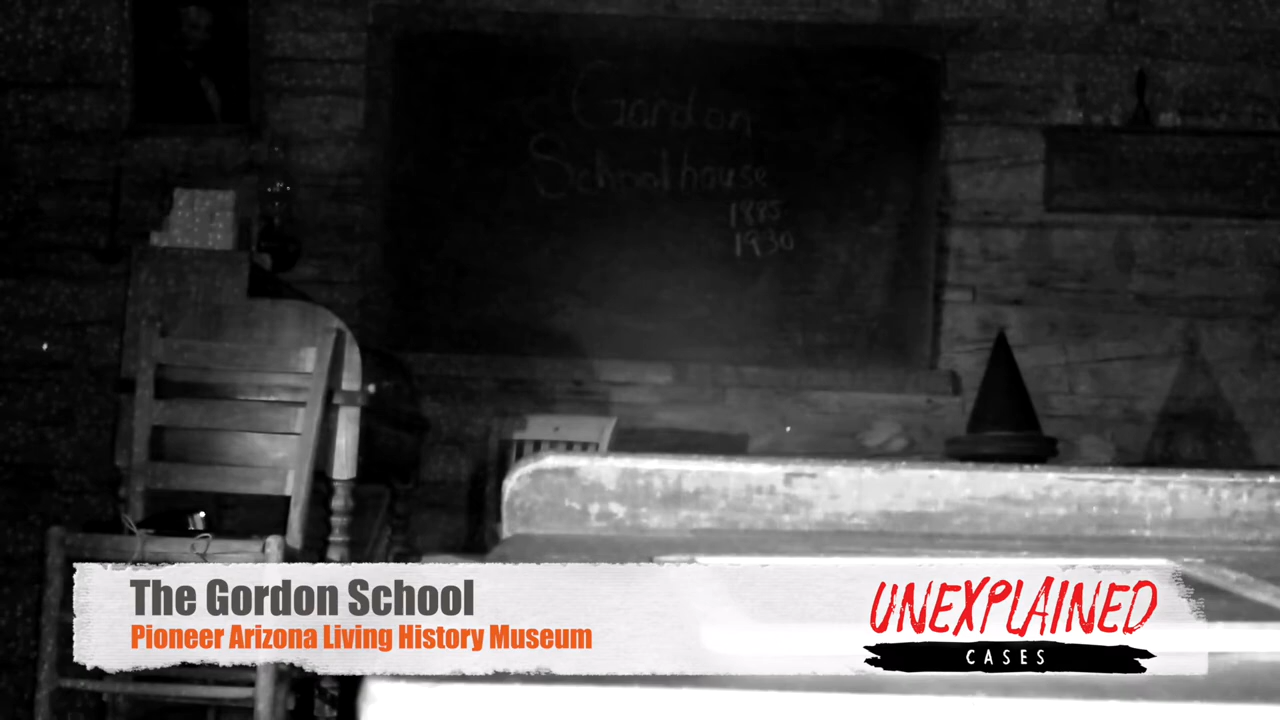 Gordon
Schoolhouse
1885
1930
The Gordon School
Pioneer Arizona Living History Museum
UNEXPLAINED
CASES